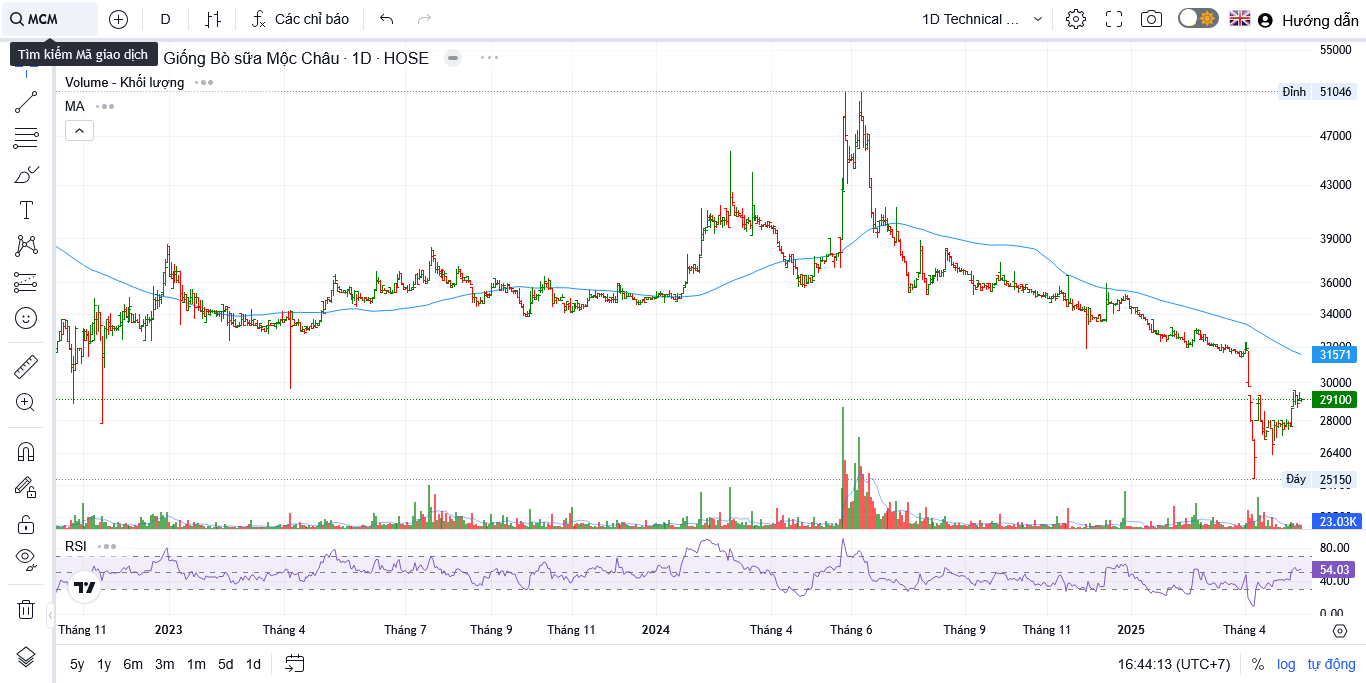 MCM
D
Các chỉ báo
1D Technical ...
Hướng dẫn
Tìm kiếm Mã giao dịch
Giống Bò sữa Mộc Châu · 1D · HOSE
Volume - Khối lượng
MA
55000
Đỉnh 51046
47000
43000
39000
36000
34000
31571
30000
29100
28000
26400
Đáy 25150
23.03K
RSI
80.00
54.03
40.00
0.00
Tháng 11 2023 Tháng 4 Tháng 7 Tháng 9 Tháng 11 2024 Tháng 4 Tháng 6 Tháng 9 Tháng 11 2025 Tháng 4
5y 1y 6m 3m 1m 5d 1d
16:44:13 (UTC+7) % log tự động